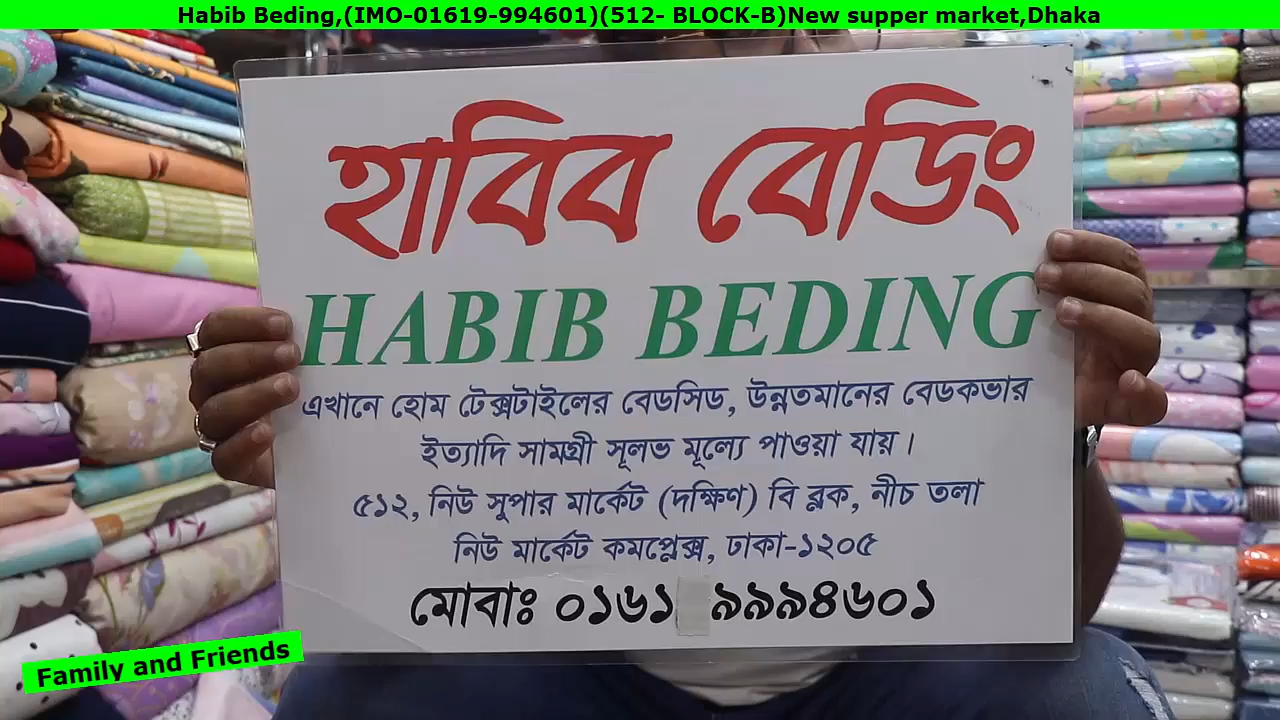 Habib Beding,(IMO-01619-994601)(512- BLOCK-B)New supper market,Dhaka
হাবিব বেডিং
HABIB BEDING
এখানে হোম টেক্সটাইলের বেডসিড, উন্নতমানের বেডকভার
ইত্যাদি সামগ্রী সূলভ মূল্যে পাওয়া যায়।
৫১২, নিউ সুপার মার্কেট (দক্ষিণ) বি ব্লক, নীচ তলা
নিউ মার্কেট কমপ্লেক্স, ঢাকা-১২০৫
মোবাঃ ০১৬১ ৯৯৯৪৬০১
Family and Friends